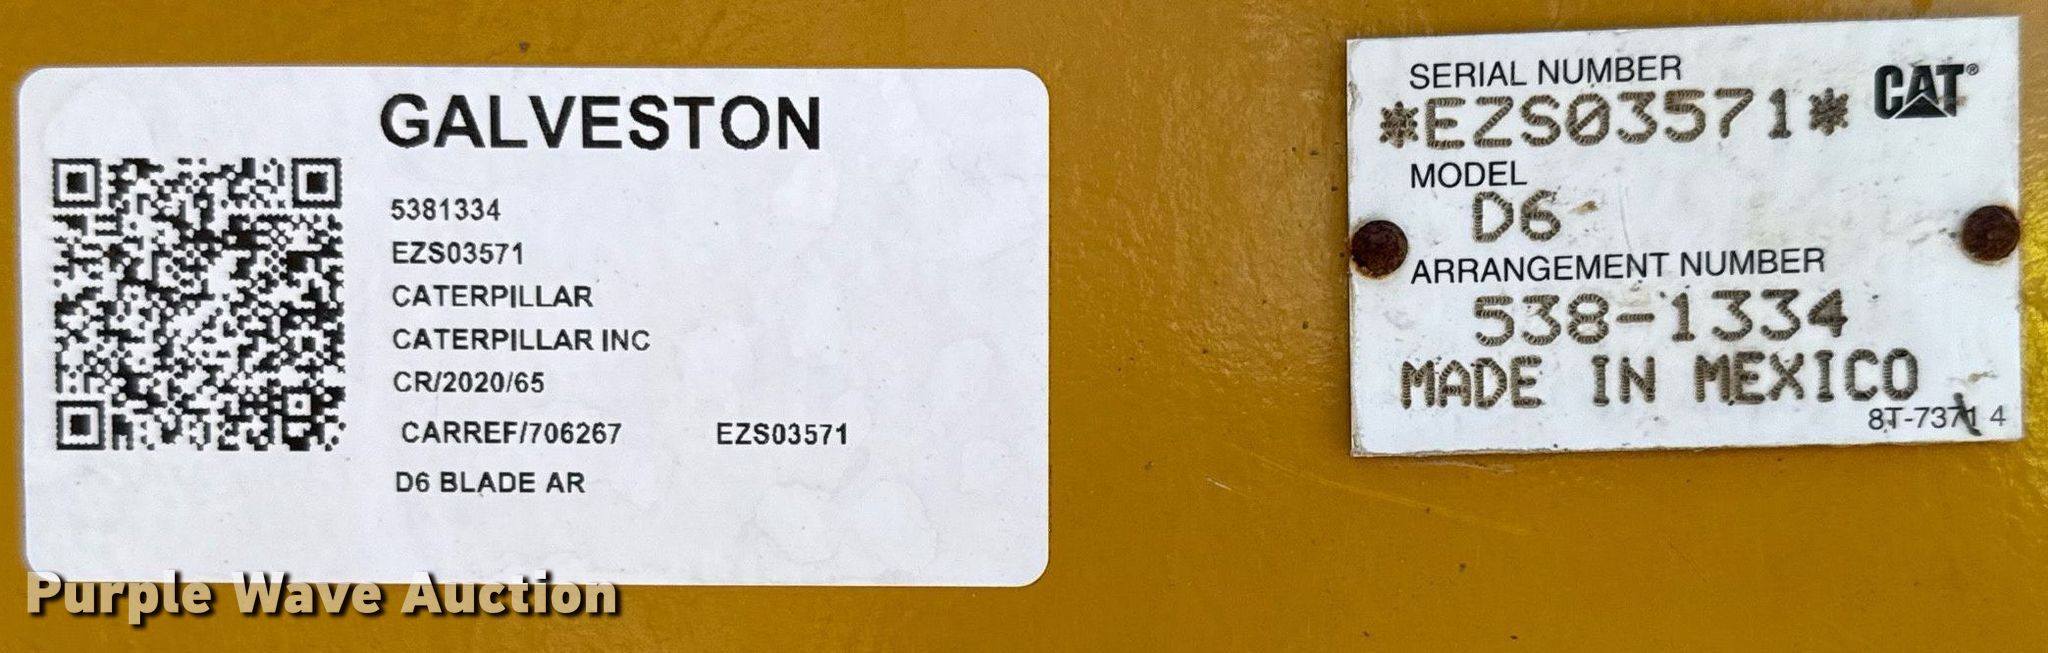 GALVESTON
5381334
EZS03571
CATERPILLAR
CATERPILLAR INC
CR/2020/65
CARREF/706267 EZS03571
D6 BLADE AR
SERIAL NUMBER
CAT®
*EZS03571*
MODEL
D6
ARRANGEMENT NUMBER
538-1334
MADE IN MEXICO
Purple Wave Auction